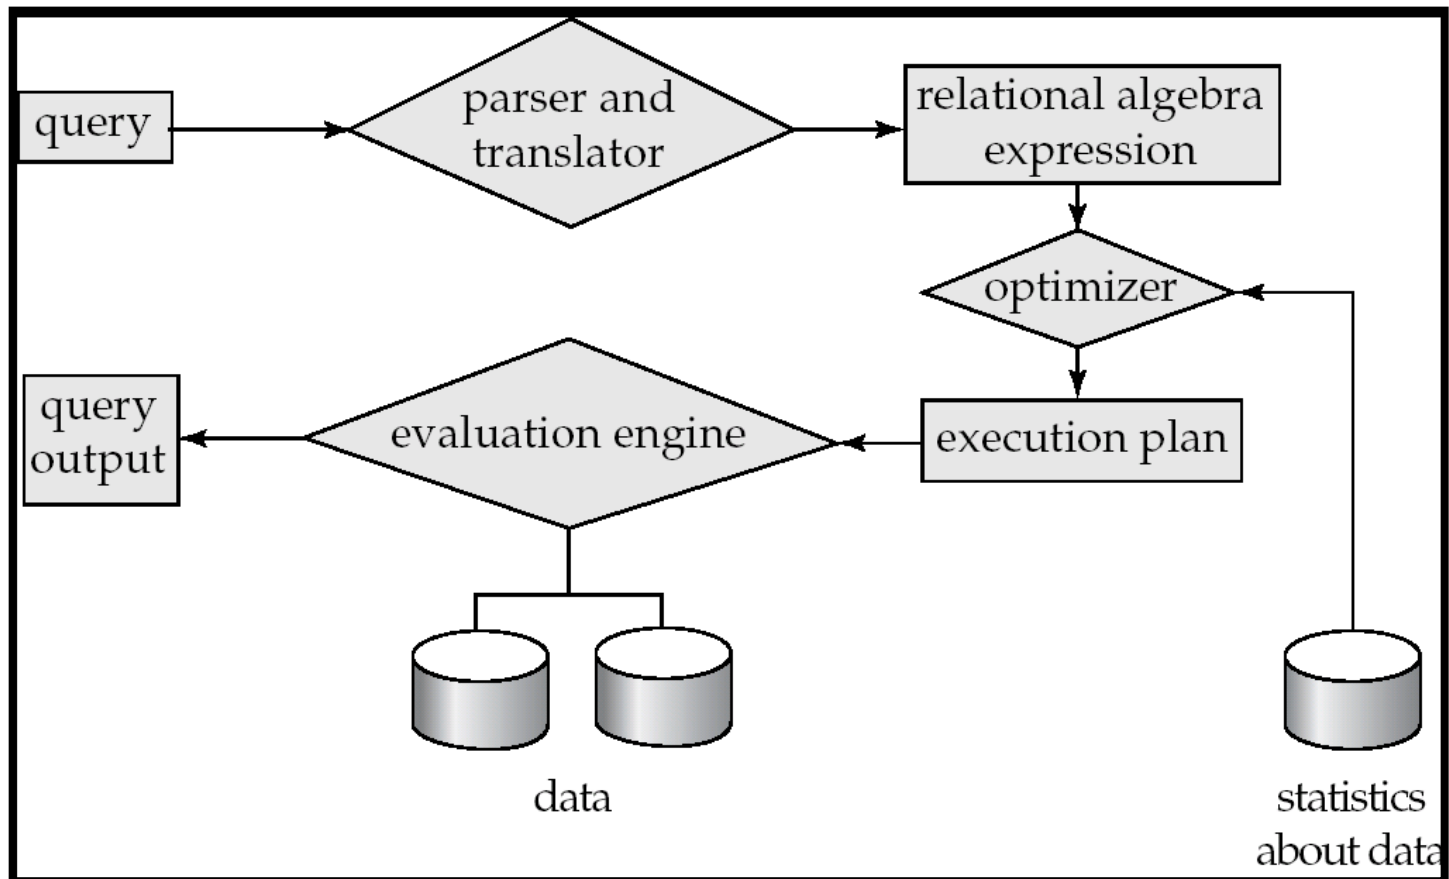 query
parser and
translator
relational algebra
expression
optimizer
query
output
evaluation engine
execution plan
data
statistics
about data